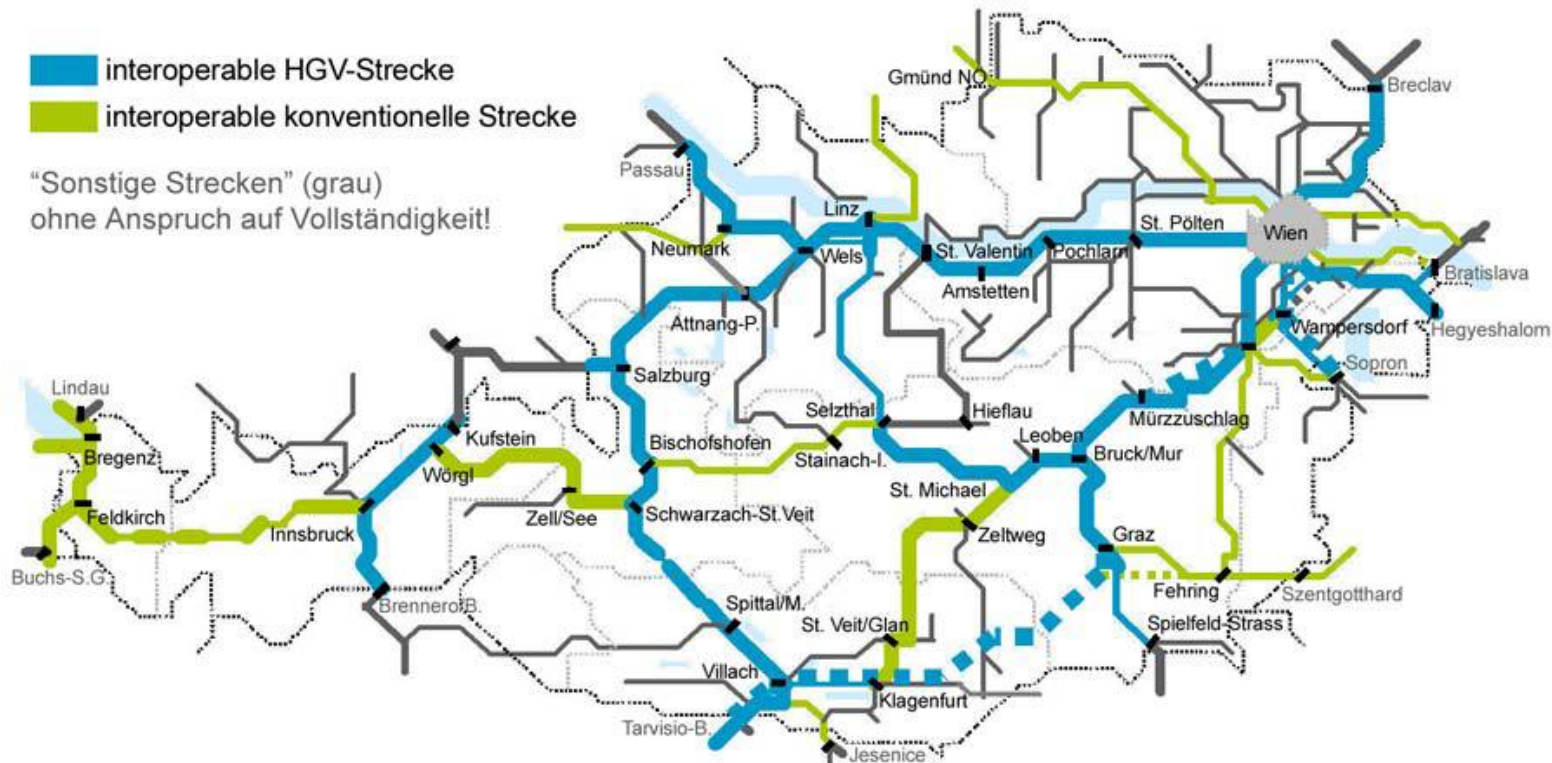 interoperable HGV-Strecke
interoperable konventionelle Strecke
“Sonstige Strecken” (grau)
ohne Anspruch auf Vollständigkeit!
Gmünd NÖ
Breclav
Passau
Linz
St. Pölten
Wien
Neumark
Wels
St. Valentin
Pöchlarn
Amstetten
Bratislava
Attnang-P.
Wampersdorf
Hegyeshalom
Sopron
Salzburg
Lindau
Mürzzuschlag
Selzthal
Hieflau
Kufstein
Bischofshofen
Leoben
Bregenz
Wörgl
Stainach-I.
Bruck/Mur
St. Michael
Feldkirch
Innsbruck
Zell/See
Schwarzach-St.Veit
Zeltweg
Graz
Buchs-S.G.
Brennero/B.
Fehring
Szentgotthard
Spittal/M.
St. Veit/Glan
Spielfeld-Strass
Villach
Klagenfurt
Tarvisio-B.
Jesenice